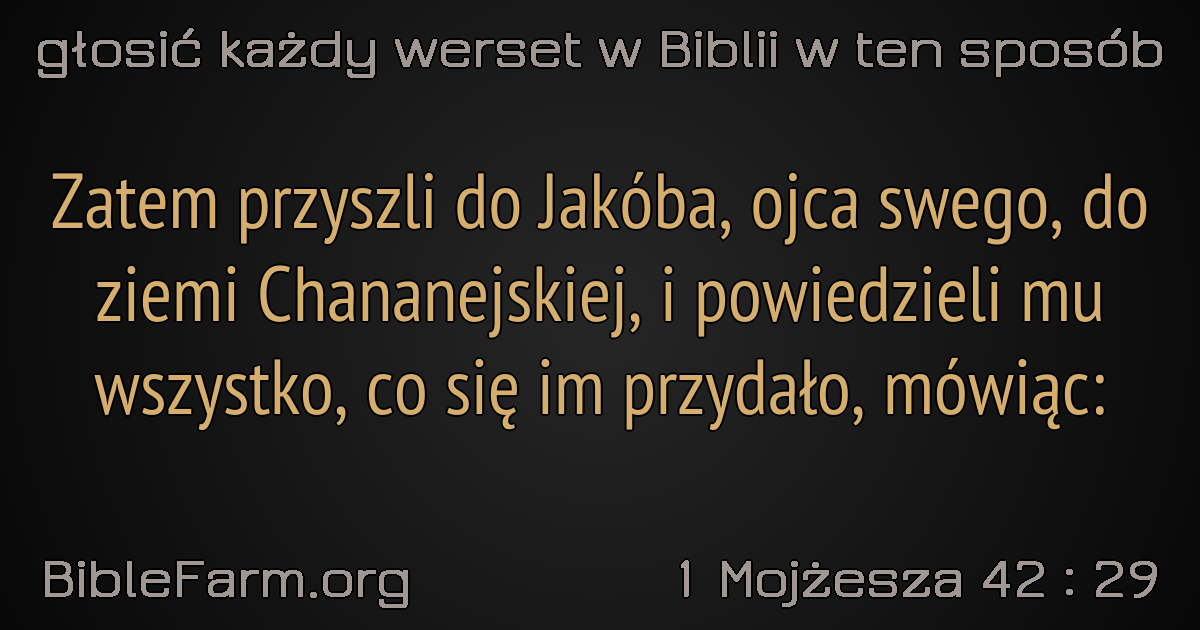 głosić każdy werset w Biblii w ten sposób
Zatem przyszli do Jakóba, ojca swego, do
ziemi Chananejskiej, i powiedzieli mu
wszystko, co się im przydało, mówiąc:
BibleFarm.org
1 Mojżesza 42 : 29